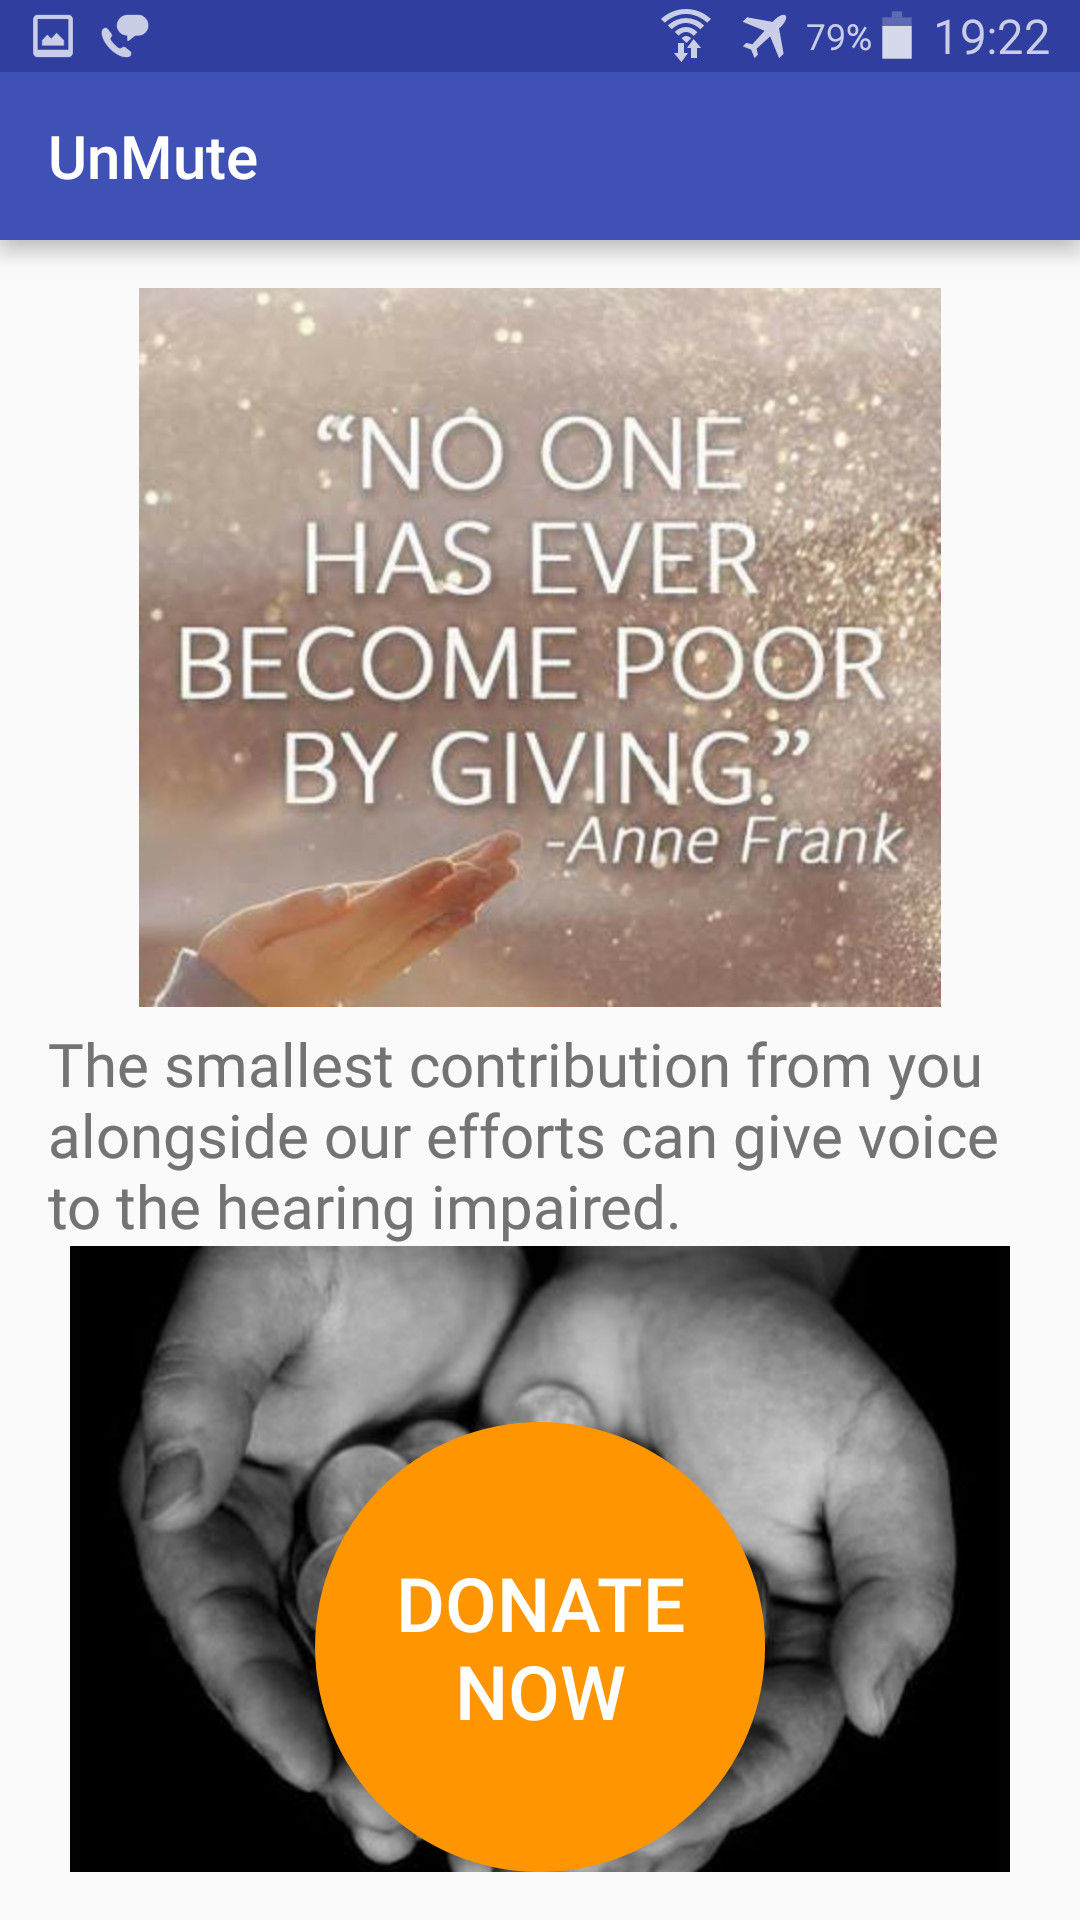 79% 19:22
UnMute
“NO ONE
HAS EVER
BECOME POOR
BY GIVING.”
-Anne Frank
The smallest contribution from you
alongside our efforts can give voice
to the hearing impaired.
DONATE
NOW